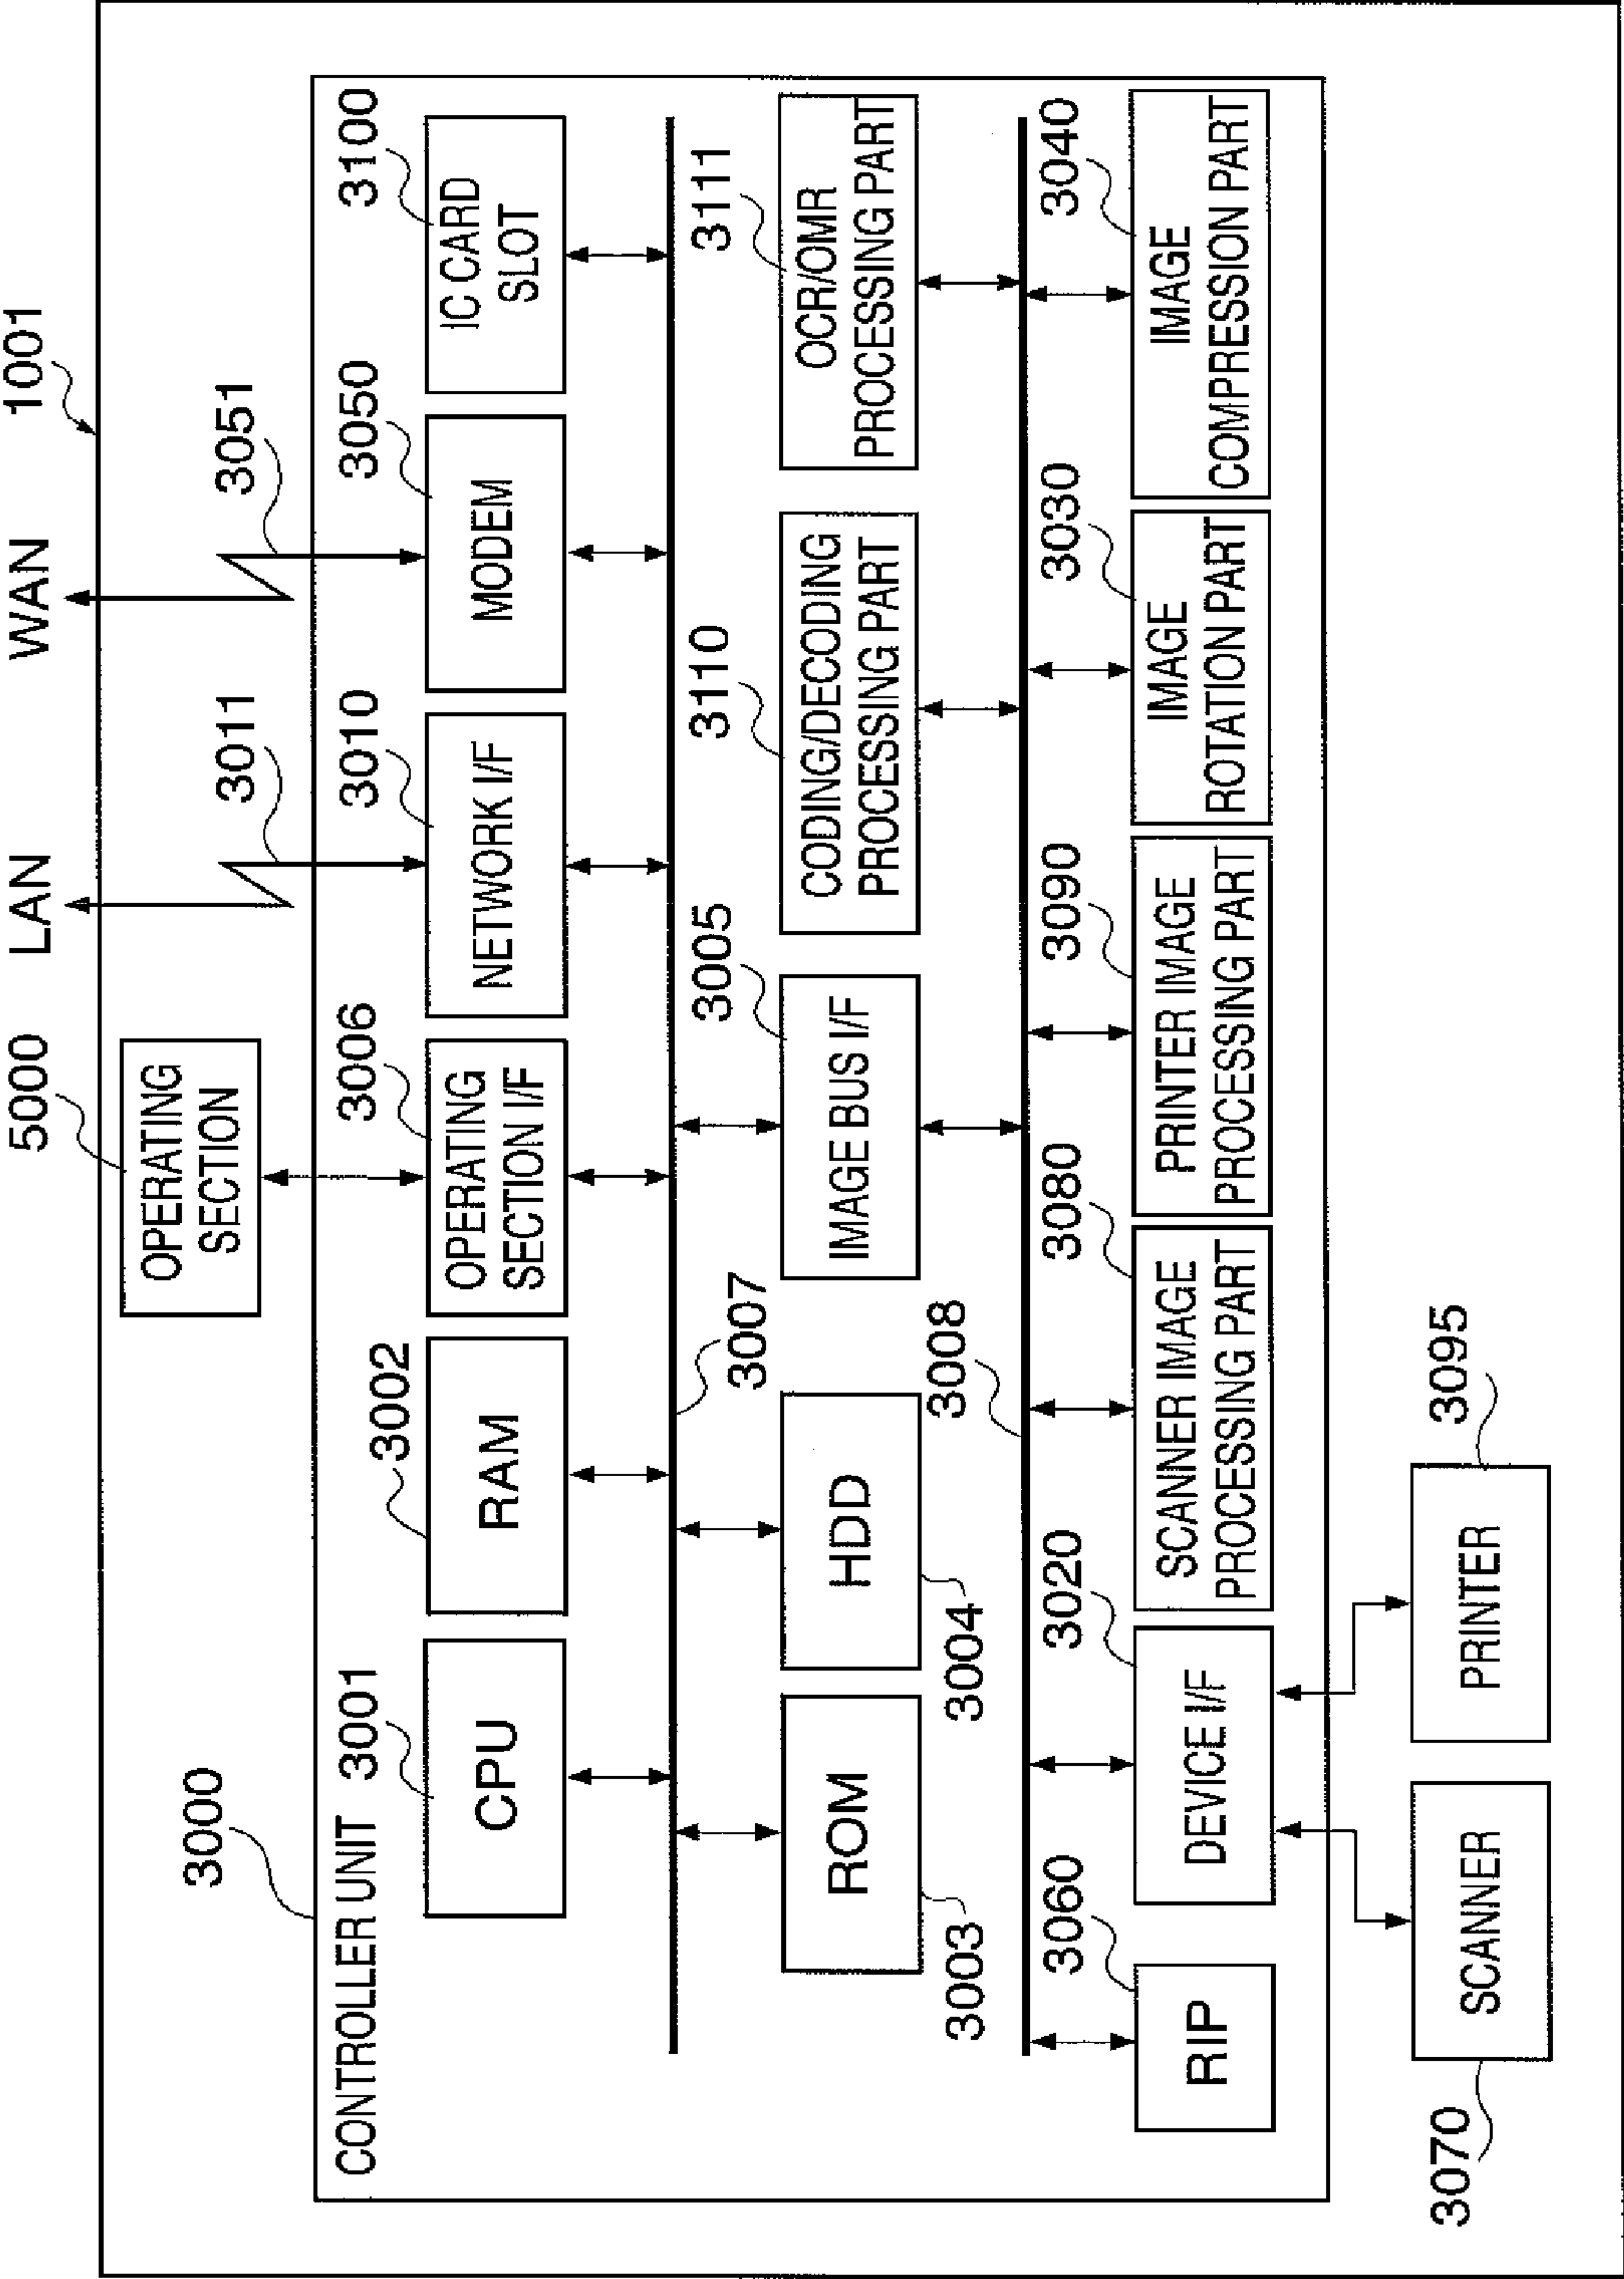 LAN
WAN
1001
5000
OPERATING
SECTION
3011
3051
3000
CONTROLLER UNIT
3001
CPU
3002
RAM
3006
OPERATING
SECTION I/F
3010
NETWORK I/F
3050
MODEM
3100
IC CARD
SLOT
3007
3003
ROM
3004
HDD
3005
IMAGE BUS I/F
3110
CODING/DECODING
PROCESSING PART
3111
OCR/OMR
PROCESSING PART
3008
3060
RIP
3020
DEVICE I/F
3080
SCANNER IMAGE
PROCESSING PART
3090
PRINTER IMAGE
PROCESSING PART
3030
IMAGE
ROTATION PART
3040
IMAGE
COMPRESSION PART
3070
SCANNER
3095
PRINTER